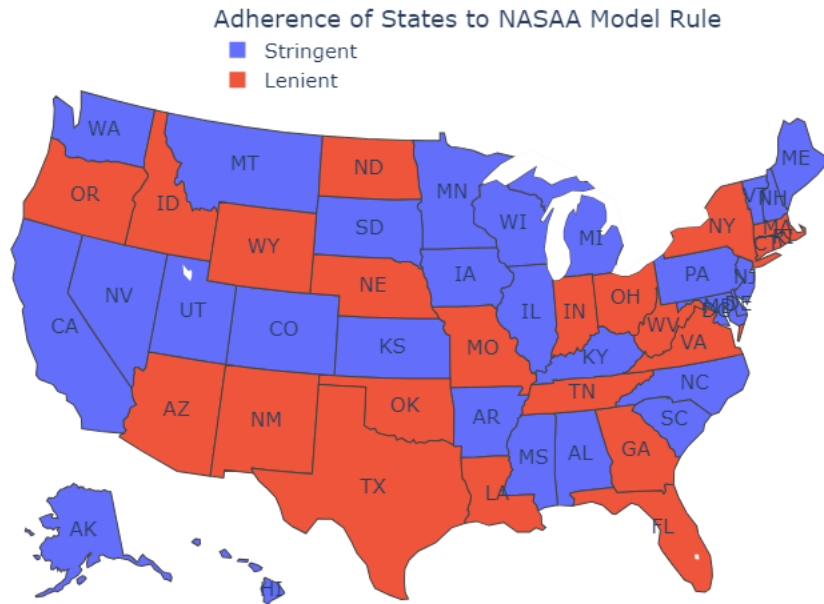 Adherence of States to NASAA Model Rule
Stringent
Lenient
WA
MT
ND
MN
ME
OR
ID
SD
WI
MI
VT
NH
NY
MA
WY
IA
NE
PA
CT
RI
NV
UT
CO
IL
IN
OH
NJ
CA
KS
MO
KY
WV
VA
MD
DE
DC
AZ
NM
OK
AR
TN
NC
SC
TX
LA
MS
AL
GA
FL
AK
HI